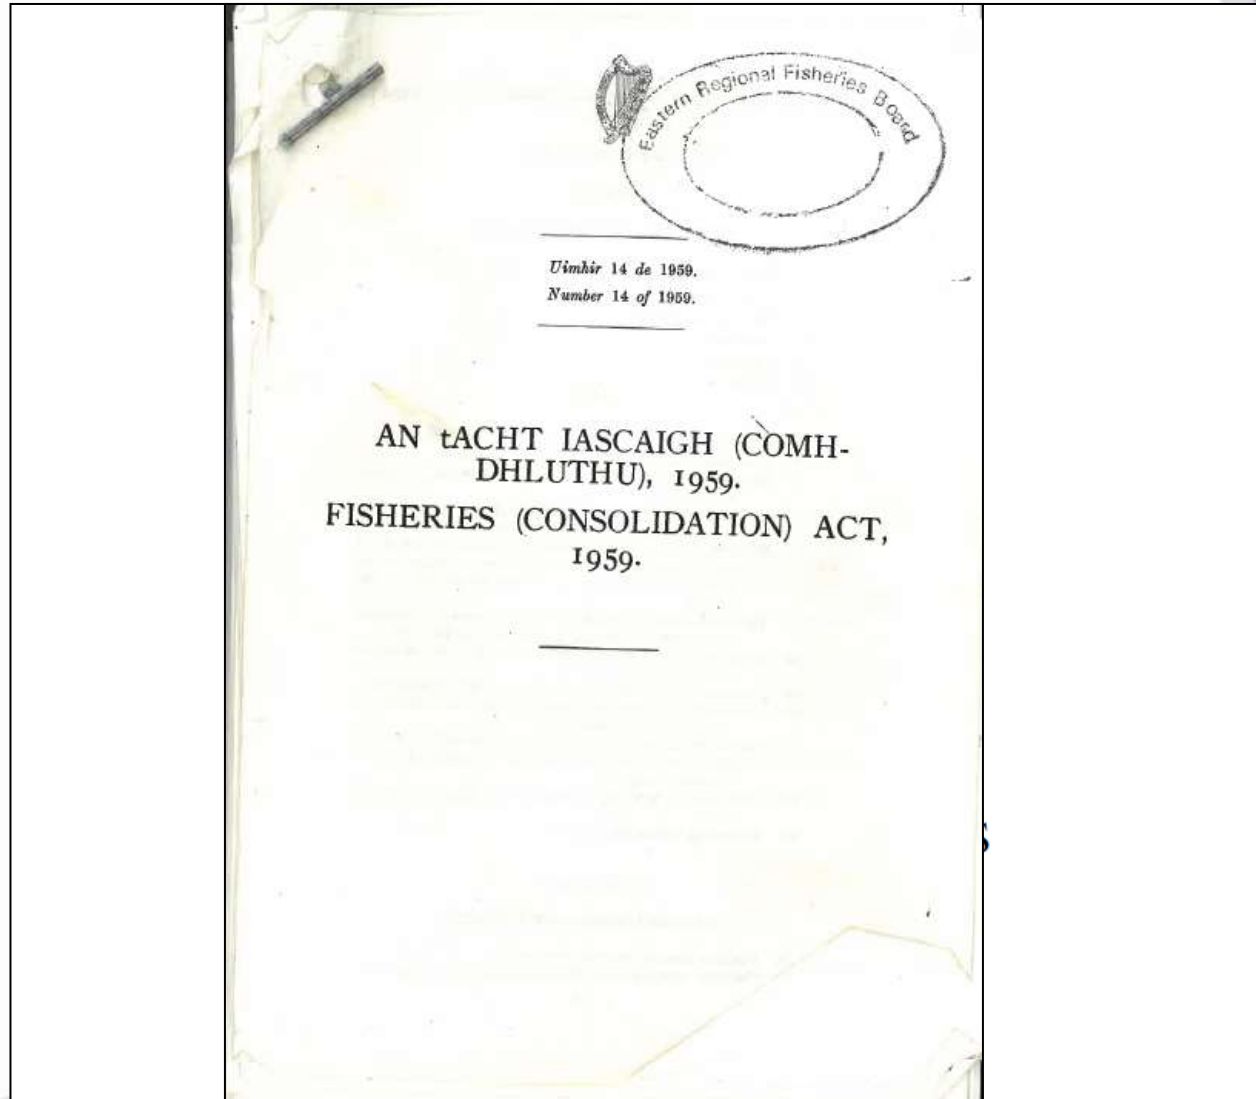 Eastern Regional Fisheries Board
Uimhir 14 de 1959.
Number 14 of 1959.
AN tACHT IASCAIGH (COMH-
DHLUTHU), 1959.
FISHERIES (CONSOLIDATION) ACT,
1959.